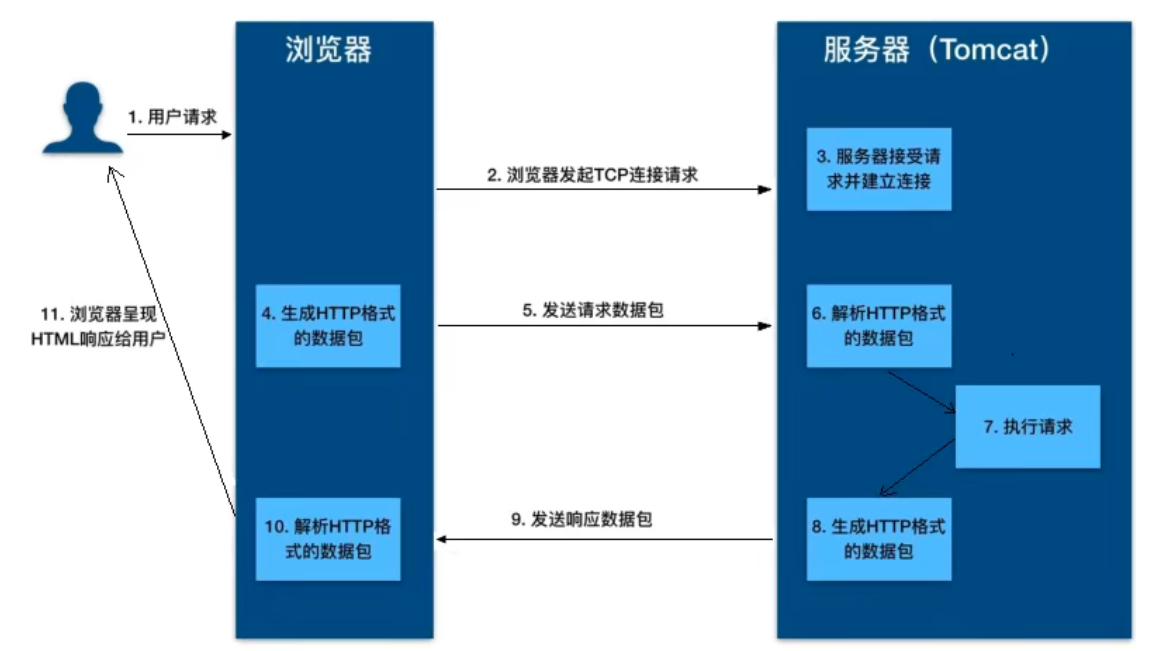 浏览器
服务器（Tomcat）
1. 用户请求
2. 浏览器发起TCP连接请求
3. 服务器接受请
求并建立连接
4. 生成HTTP格式
的数据包
5. 发送请求数据包
6. 解析HTTP格式
的数据包
7. 执行请求
8. 生成HTTP格式
的数据包
9. 发送响应数据包
10. 解析HTTP格
式的数据包
11. 浏览器呈现
HTML响应给用户